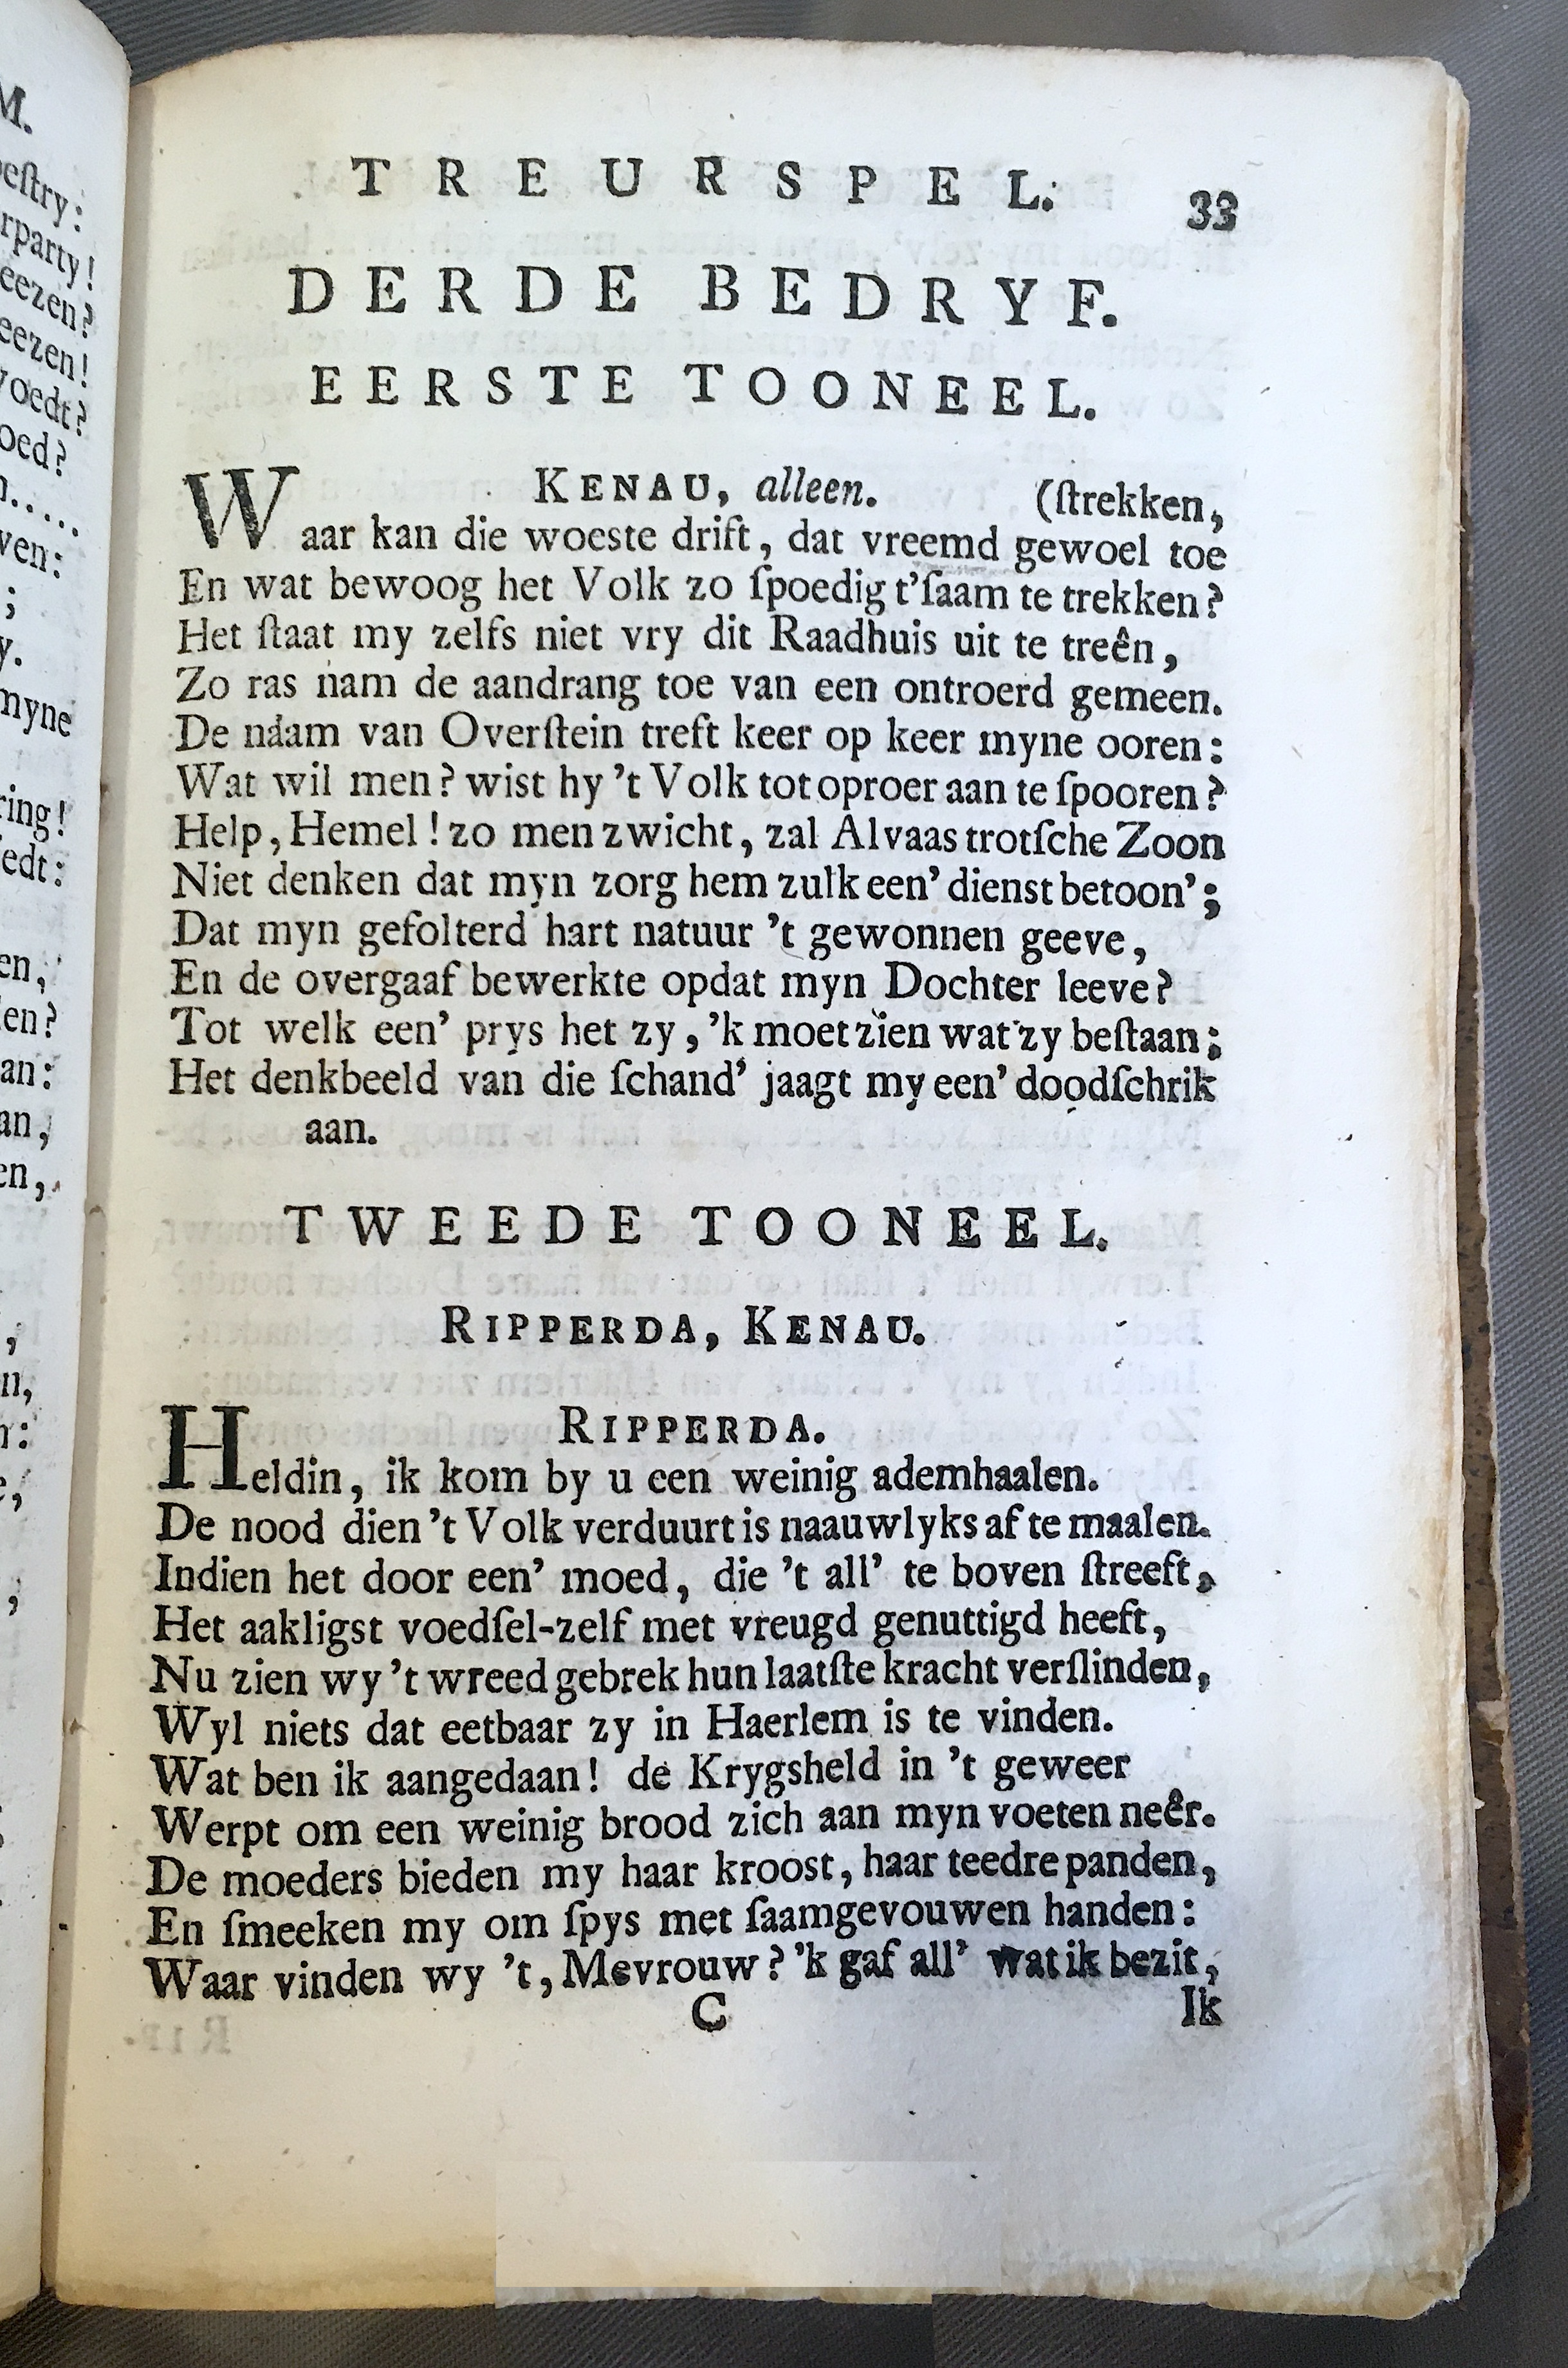 TREURSPEL. 33
DERDE BEDRYF.
EERSTE TOONEEL.
KENAU, alleen. (ſtrekken,
Waar kan die woeste drift, dat vreemd gewoel toe
En wat bewoog het Volk zo ſpoedig t'ſaam te trekken?
Het ſtaat my zelfs niet vry dit Raadhuis uit te treên,
Zo ras nam de aandrang toe van een ontroerd gemeen.
De náam van Overſtein treft keer op keer myne ooren:
Wat wil men? wist hy 't Volk tot oproer aan te ſpooren?
Help, Hemel! zo men zwicht, zal Alvaas trotſche Zoon
Niet denken dat myn zorg hem zulk een' dienst betoon';
Dat myn gefolterd hart natuur 't gewonnen geeve,
En de overgaaf bewerkte opdat myn Dochter leeve?
Tot welk een' prys het zy, 'k moet zien wat zy beſtaan;
Het denkbeeld van die ſchand' jaagt my een' doodſchrik
aan.
TWEEDE TOONEEL.
RIPPERDA, KENAU.
RIPPERDA.
Heldin, ik kom by u een weinig ademhaalen.
De nood dien 't Volk verduurt is naauwlyks af te maalen.
Indien het door een' moed, die 't all' te boven ſtreeft,
Het aakligst voedſel-zelf met vreugd genuttigd heeft,
Nu zien wy 't wreed gebrek hun laatſte kracht verſlinden,
Wyl niets dat eetbaar zy in Haerlem is te vinden.
Wat ben ik aangedaan! de Krygsheld in 't geweer
Werpt om een weinig brood zich aan myn voeten neêr.
De moeders bieden my haar kroost, haar teedre panden,
En ſmeeken my om ſpys met ſaamgevouwen handen:
Waar vinden wy 't, Mevrouw? 'k gaf all' wat ik bezit,
C Ik